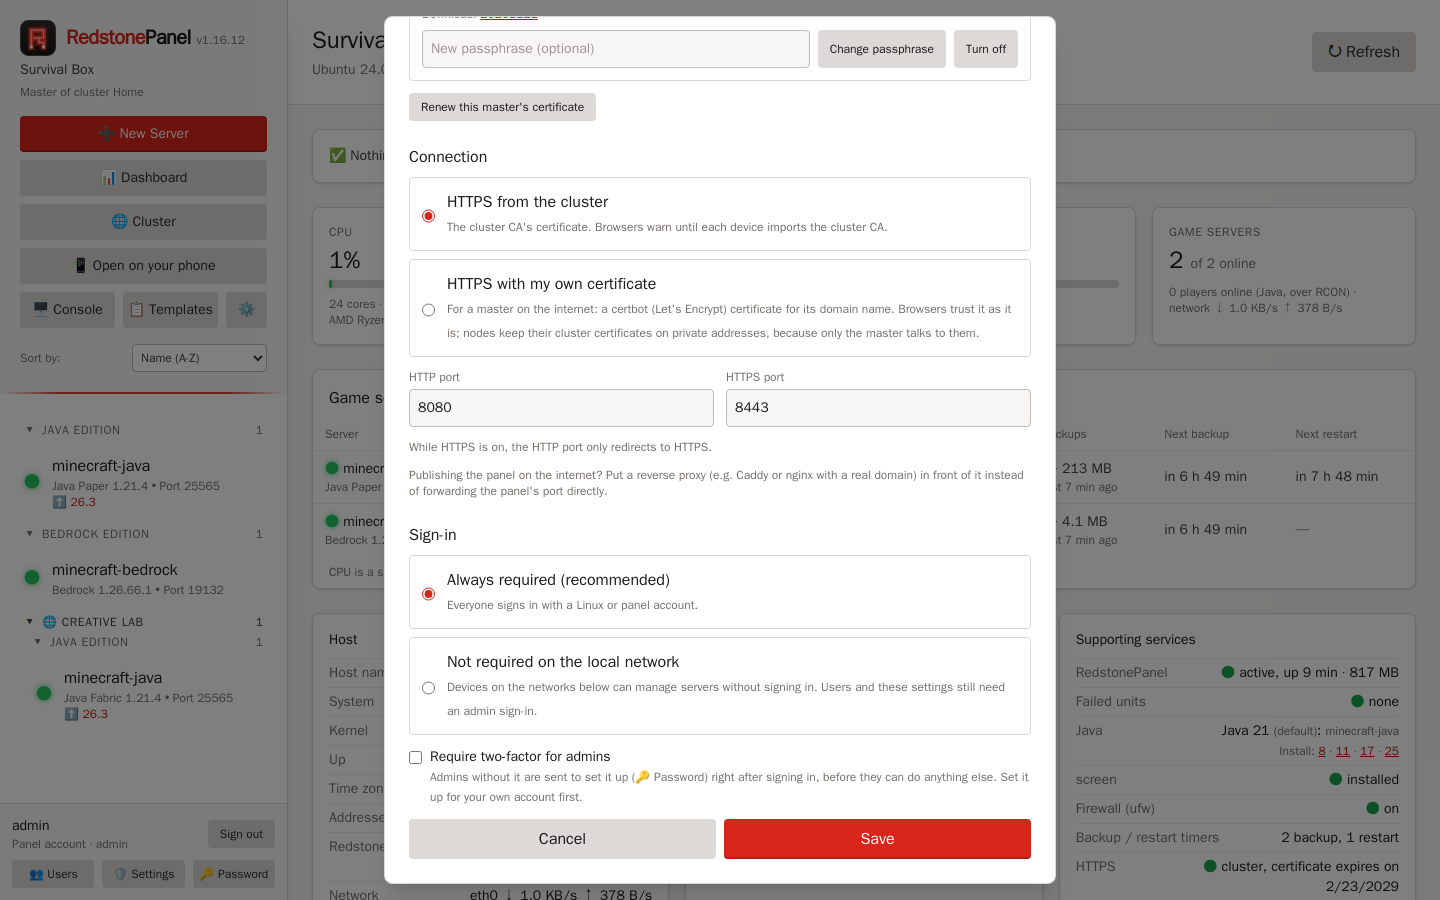 RedstonePanel v1.16.12
Survival Box
Master of cluster Home
➕ New Server
📊 Dashboard
🌐 Cluster
📱 Open on your phone
🖥️ Console
📋 Templates
⚙️
Sort by:
Name (A-Z)
▼ JAVA EDITION 1
minecraft-java
Java Paper 1.21.4 • Port 25565
⬆️ 26.3
▼ BEDROCK EDITION 1
minecraft-bedrock
Bedrock 1.26.66.1 • Port 19132
▼ 🌐 CREATIVE LAB 1
▼ JAVA EDITION 1
minecraft-java
Java Fabric 1.21.4 • Port 25565
⬆️ 26.3
admin
Panel account · admin
Sign out
👥 Users
🛡️ Settings
🔑 Password
Ubuntu 24.
↻ Refresh
✅
CPU
1%
24 cores ·
AMD
GAME SERVERS
2 of 2 online
0 players online (Java, over RCON) ·
network ↓ 1.0 KB/s ↑ 378 B/s
Server
Next backup
Next restart
Java Paper
· 213 MB
7 min ago
in 6 h 49 min
in 7 h 48 min
Bedrock
· 4.1 MB
7 min ago
in 6 h 49 min
—
CPU is a
Host
System
Kernel
Up
Network
eth0 ↓ 1.0 KB/s ↑ 378 B/s
Supporting services
RedstonePanel active, up 9 min · 817 MB
Failed units none
Java Java 21 (default): minecraft-java
Install: 8 · 11 · 17 · 25
screen installed
Firewall (ufw) on
Backup / restart timers 2 backup, 1 restart
HTTPS cluster, certificate expires on
2/23/2029
New passphrase (optional)
Change passphrase
Turn off
Renew this master's certificate
Connection
HTTPS from the cluster
The cluster CA's certificate. Browsers warn until each device imports the cluster CA.
HTTPS with my own certificate
For a master on the internet: a certbot (Let's Encrypt) certificate for its domain name. Browsers trust it as it
is; nodes keep their cluster certificates on private addresses, because only the master talks to them.
HTTP port
HTTPS port
8080
8443
While HTTPS is on, the HTTP port only redirects to HTTPS.
Publishing the panel on the internet? Put a reverse proxy (e.g. Caddy or nginx with a real domain) in front of it instead
of forwarding the panel's port directly.
Sign-in
Always required (recommended)
Everyone signs in with a Linux or panel account.
Not required on the local network
Devices on the networks below can manage servers without signing in. Users and these settings still need
an admin sign-in.
Require two-factor for admins
Admins without it are sent to set it up (🔑 Password) right after signing in, before they can do anything else. Set it
up for your own account first.
Cancel
Save